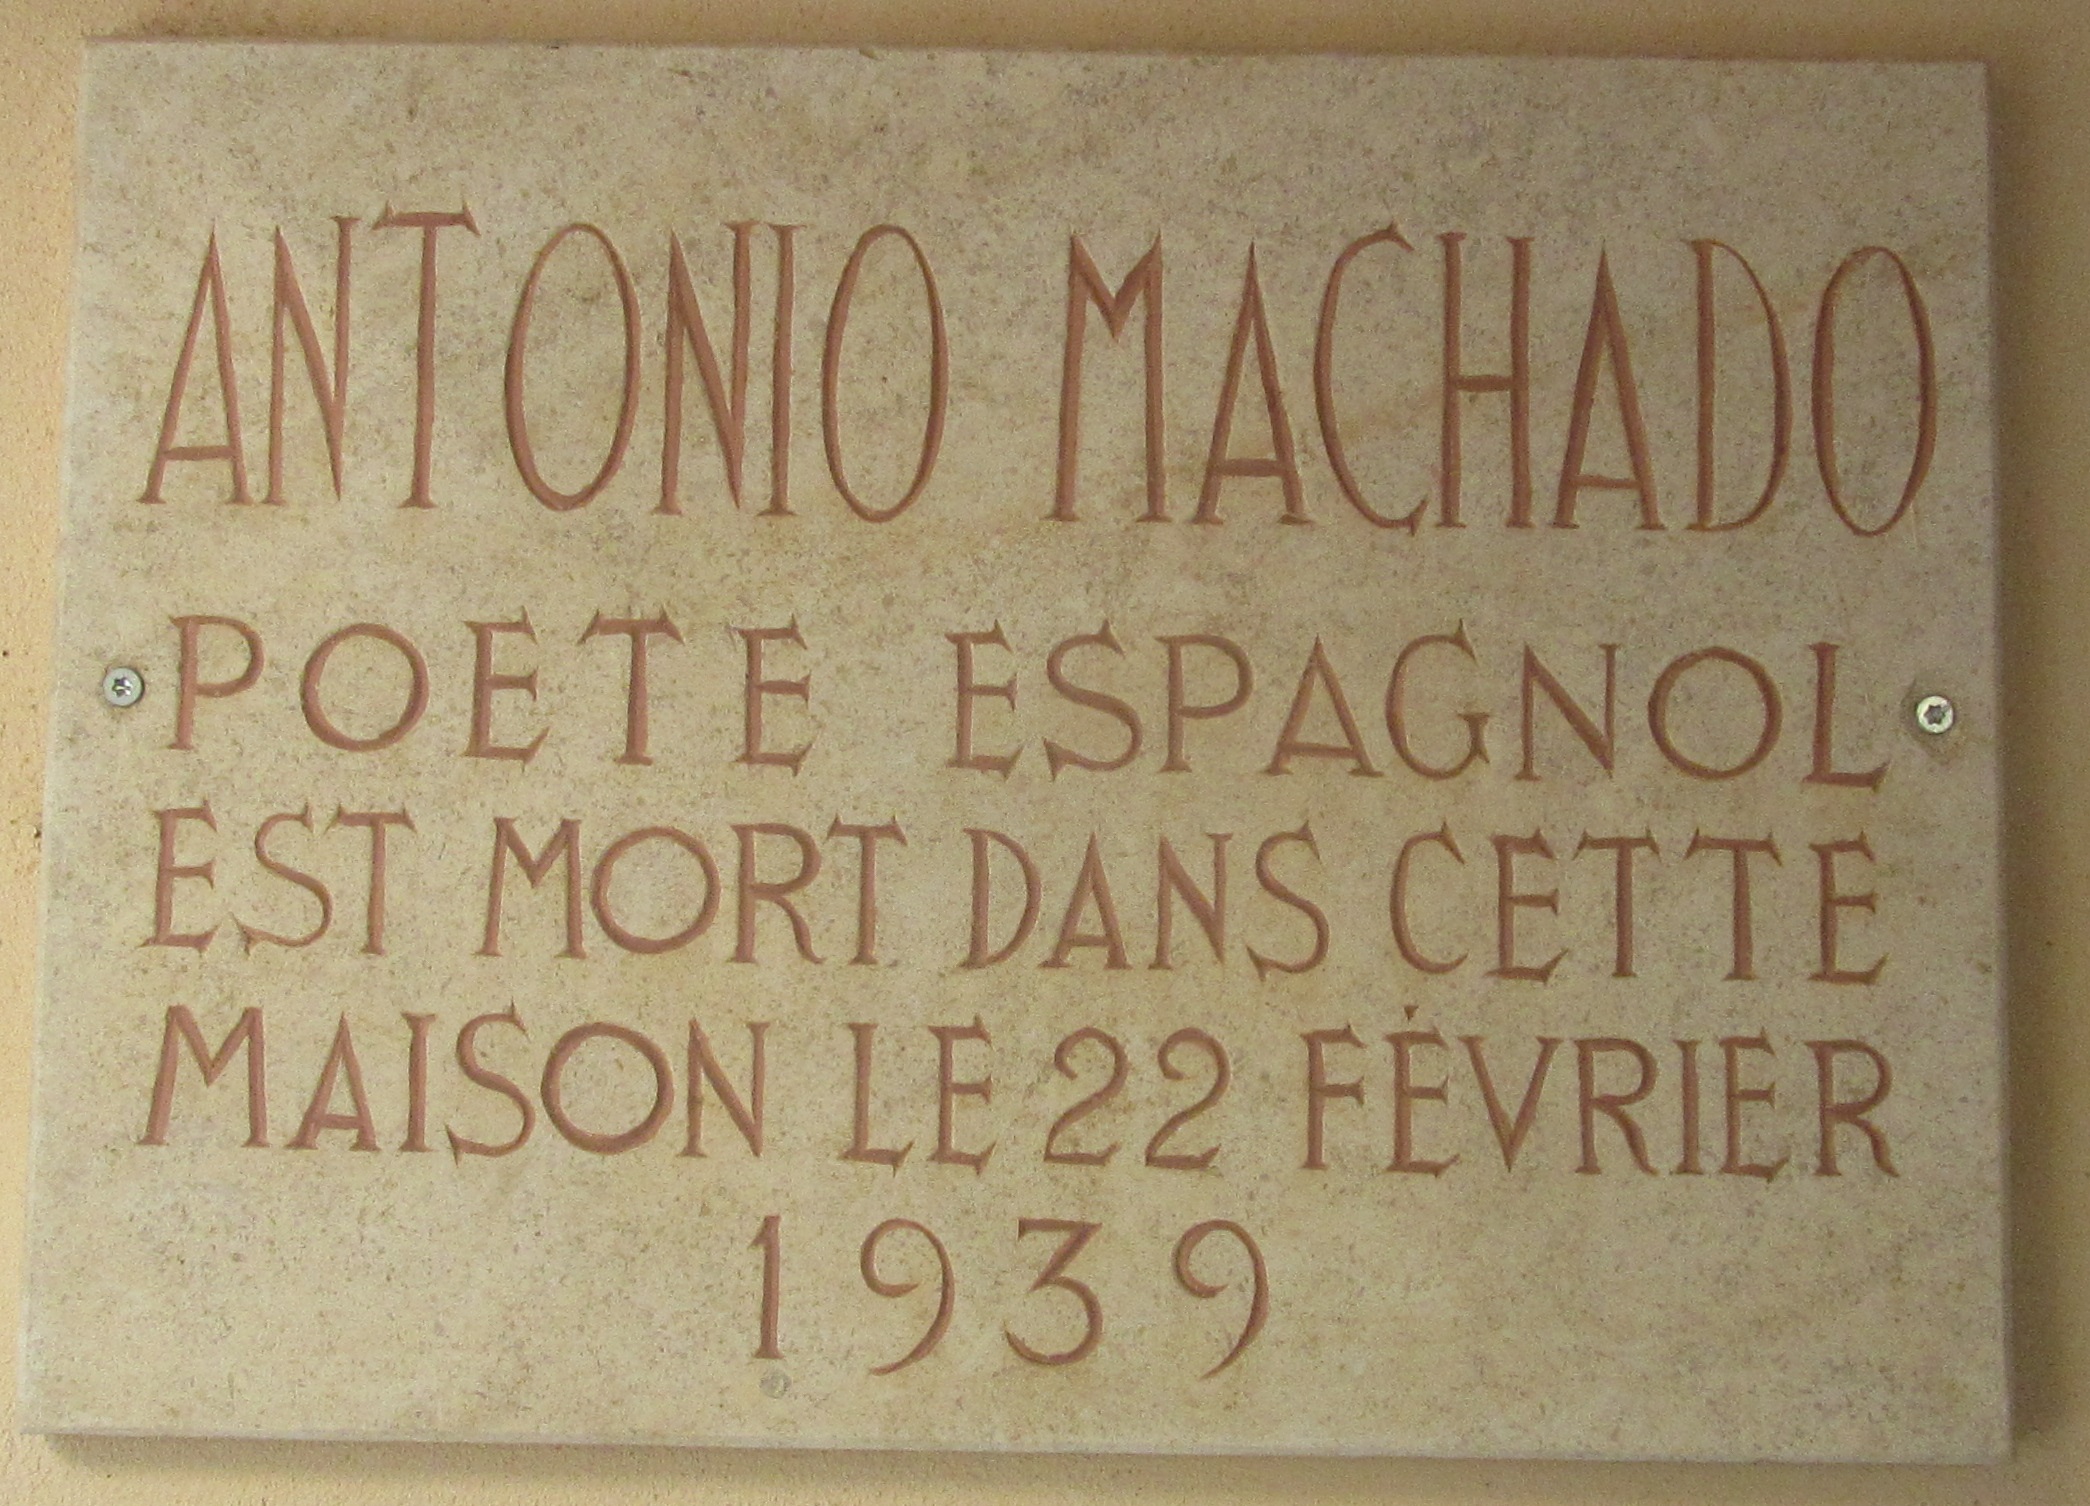 ANTONIO MACHADO
POETE ESPAGNOL
EST MORT DANS CETTE
MAISON LE 22 FÉVRIER
1939